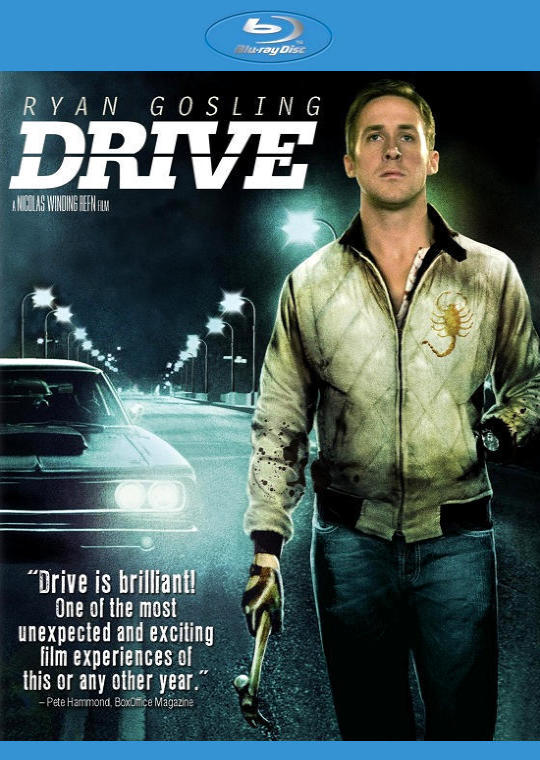 Blu-ray Disc
RYAN GOSLING
DRIVE
A NICOLAS WINDING REFN FILM
“Drive is brilliant!
One of the most
unexpected and exciting
film experiences of
this or any other year.”
– Pete Hammond, BoxOffice Magazine